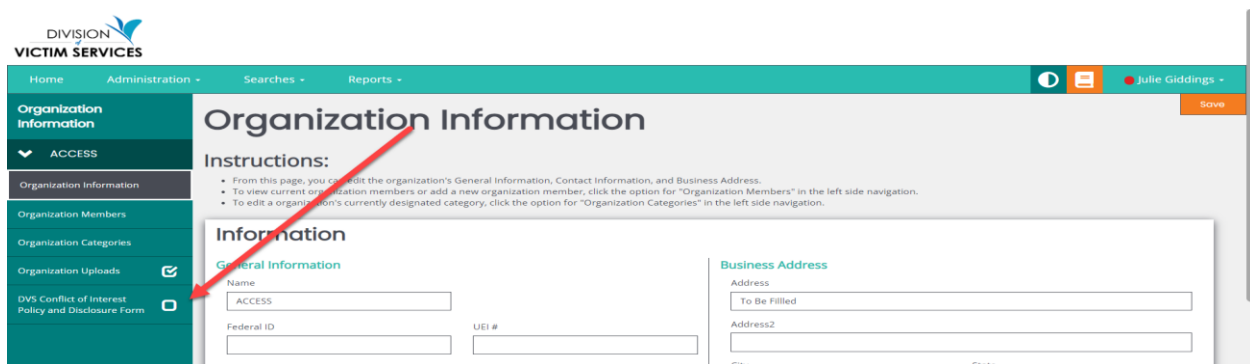 DIVISION
VICTIM SERVICES
Home Administration Searches Reports Julie Giddings
Organization
Information
ACCESS
Organization Information
Organization Members
Organization Categories
Organization Uploads
DVS Conflict of Interest
Policy and Disclosure Form
Save
Organization Information
Instructions:
• From this page, you can edit the organization's General Information, Contact Information, and Business Address.
• To view current organization members or add a new organization member, click the option for "Organization Members" in the left side navigation.
• To edit a organization's currently designated category, click the option for "Organization Categories" in the left side navigation.
Information
General Information
Name
ACCESS
Federal ID UEI #
Business Address
Address
To Be Fillled
Address2
City State